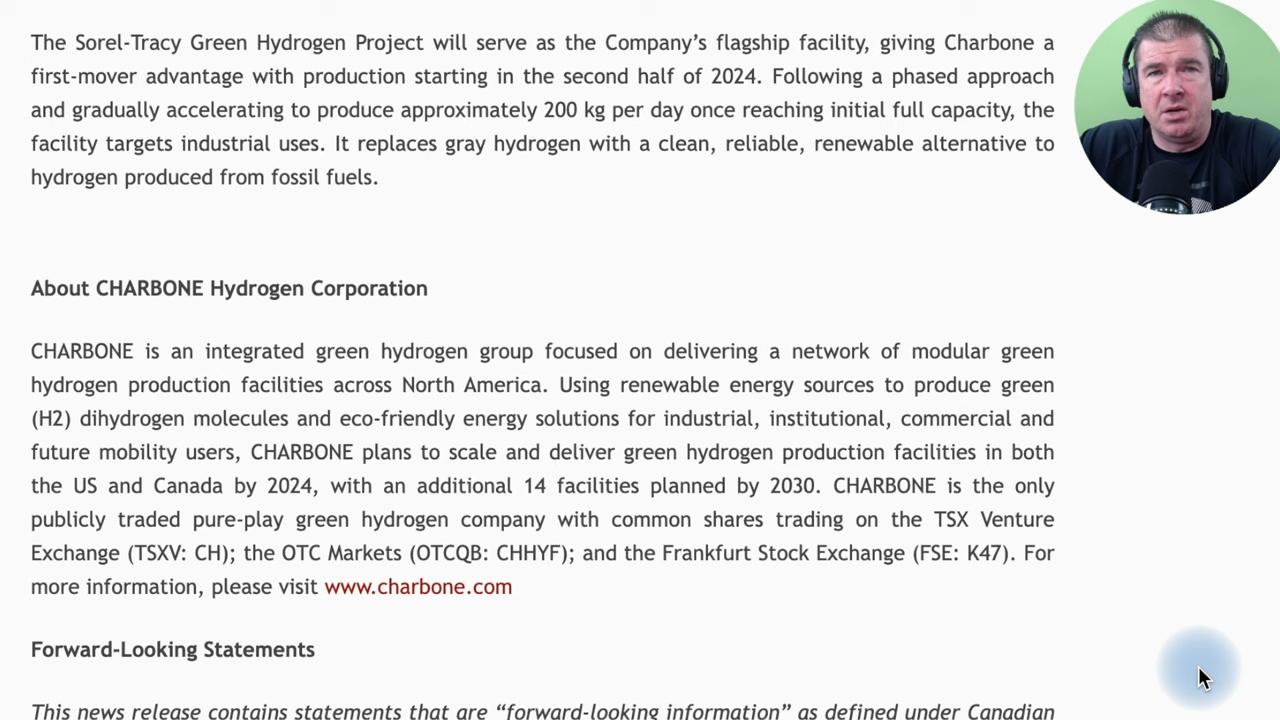 The Sorel-Tracy Green Hydrogen Project will serve as the Company’s flagship facility, giving Charbone a
first-mover advantage with production starting in the second half of 2024. Following a phased approach
and gradually accelerating to produce approximately 200 kg per day once reaching initial full capacity, the
facility targets industrial uses. It replaces gray hydrogen with a clean, reliable, renewable alternative to
hydrogen produced from fossil fuels.
About CHARBONE Hydrogen Corporation
CHARBONE is an integrated green hydrogen group focused on delivering a network of modular green
hydrogen production facilities across North America. Using renewable energy sources to produce green
(H2) dihydrogen molecules and eco-friendly energy solutions for industrial, institutional, commercial and
future mobility users, CHARBONE plans to scale and deliver green hydrogen production facilities in both
the US and Canada by 2024, with an additional 14 facilities planned by 2030. CHARBONE is the only
publicly traded pure-play green hydrogen company with common shares trading on the TSX Venture
Exchange (TSXV: CH); the OTC Markets (OTCQB: CHHYF); and the Frankfurt Stock Exchange (FSE: K47). For
more information, please visit www.charbone.com
Forward-Looking Statements
This news release contains statements that are “forward-looking information” as defined under Canadian